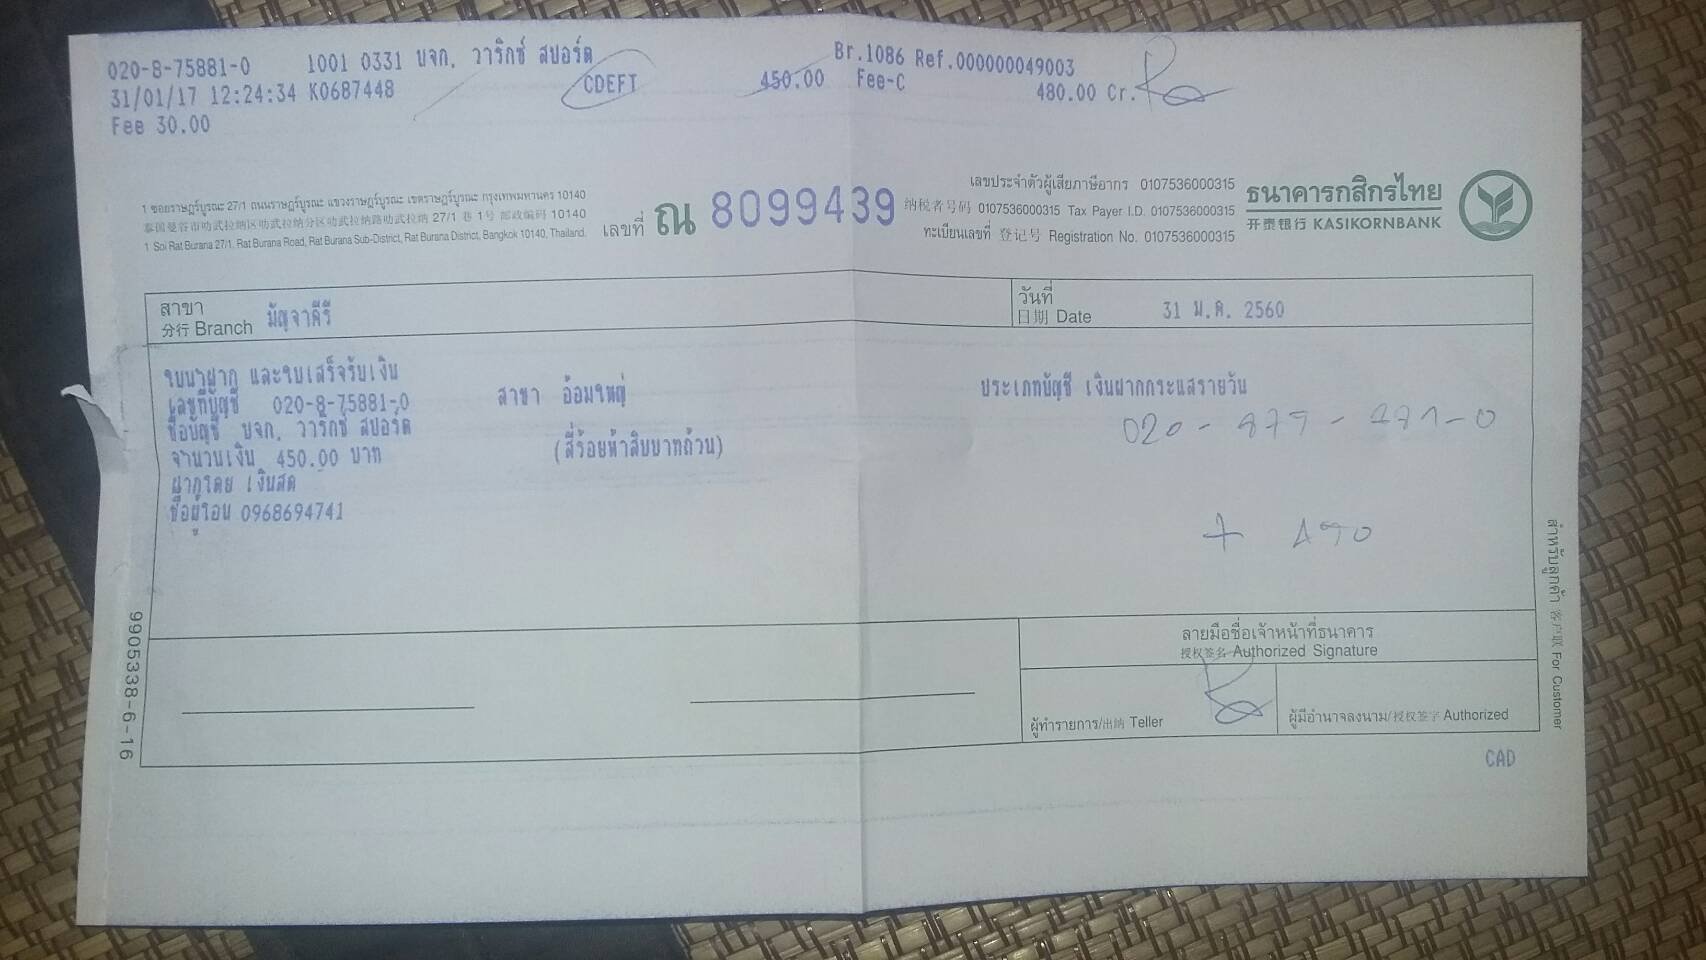 020-8-75881-0 1001 0331 บจก. วาริกซ์ สปอร์ต Br.1086 Ref.000000049003
31/01/17 12:24:34 K0687448 CDEFT 450.00 Fee-C 480.00 Cr.
Fee 30.00
1 ซอยราษฎร์บูรณะ 27/1 ถนนราษฎร์บูรณะ แขวงราษฎร์บูรณะ เขตราษฎร์บูรณะ กรุงเทพมหานคร 10140
泰国曼谷市叻武拉纳区叻武拉纳分区叻武拉纳路叻武拉纳 27/1 巷 1号 邮政编码 10140
1 Soi Rat Burana 27/1, Rat Burana Road, Rat Burana Sub-District, Rat Burana District, Bangkok 10140, Thailand.
เลขที่ ณ 8099439
เลขประจำตัวผู้เสียภาษีอากร 0107536000315
纳税者号码 0107536000315 Tax Payer I.D. 0107536000315
ทะเบียนเลขที่ 登记号 Registration No. 0107536000315
ธนาคารกสิกรไทย
开泰银行 KASIKORNBANK
สาขา
分行 Branch มัญจาคีรี
วันที่
日期 Date 31 ม.ค. 2560
ใบนำฝาก และใบเสร็จรับเงิน
เลขที่บัญชี 020-8-75881-0 สาขา อ้อมใหญ่ ประเภทบัญชี เงินฝากกระแสรายวัน
ชื่อบัญชี บจก. วาริกซ์ สปอร์ต
จำนวนเงิน 450.00 บาท (สี่ร้อยห้าสิบบาทถ้วน)
ฝากโดย เงินสด
ชื่อผู้โอน 0968694741
ลายมือชื่อเจ้าหน้าที่ธนาคาร
授权签名 Authorized Signature
ผู้ทำรายการ/出纳 Teller
ผู้มีอำนาจลงนาม/授权签字 Authorized
CAD
สำหรับลูกค้า 客户联 For Customer
9905338-6-16